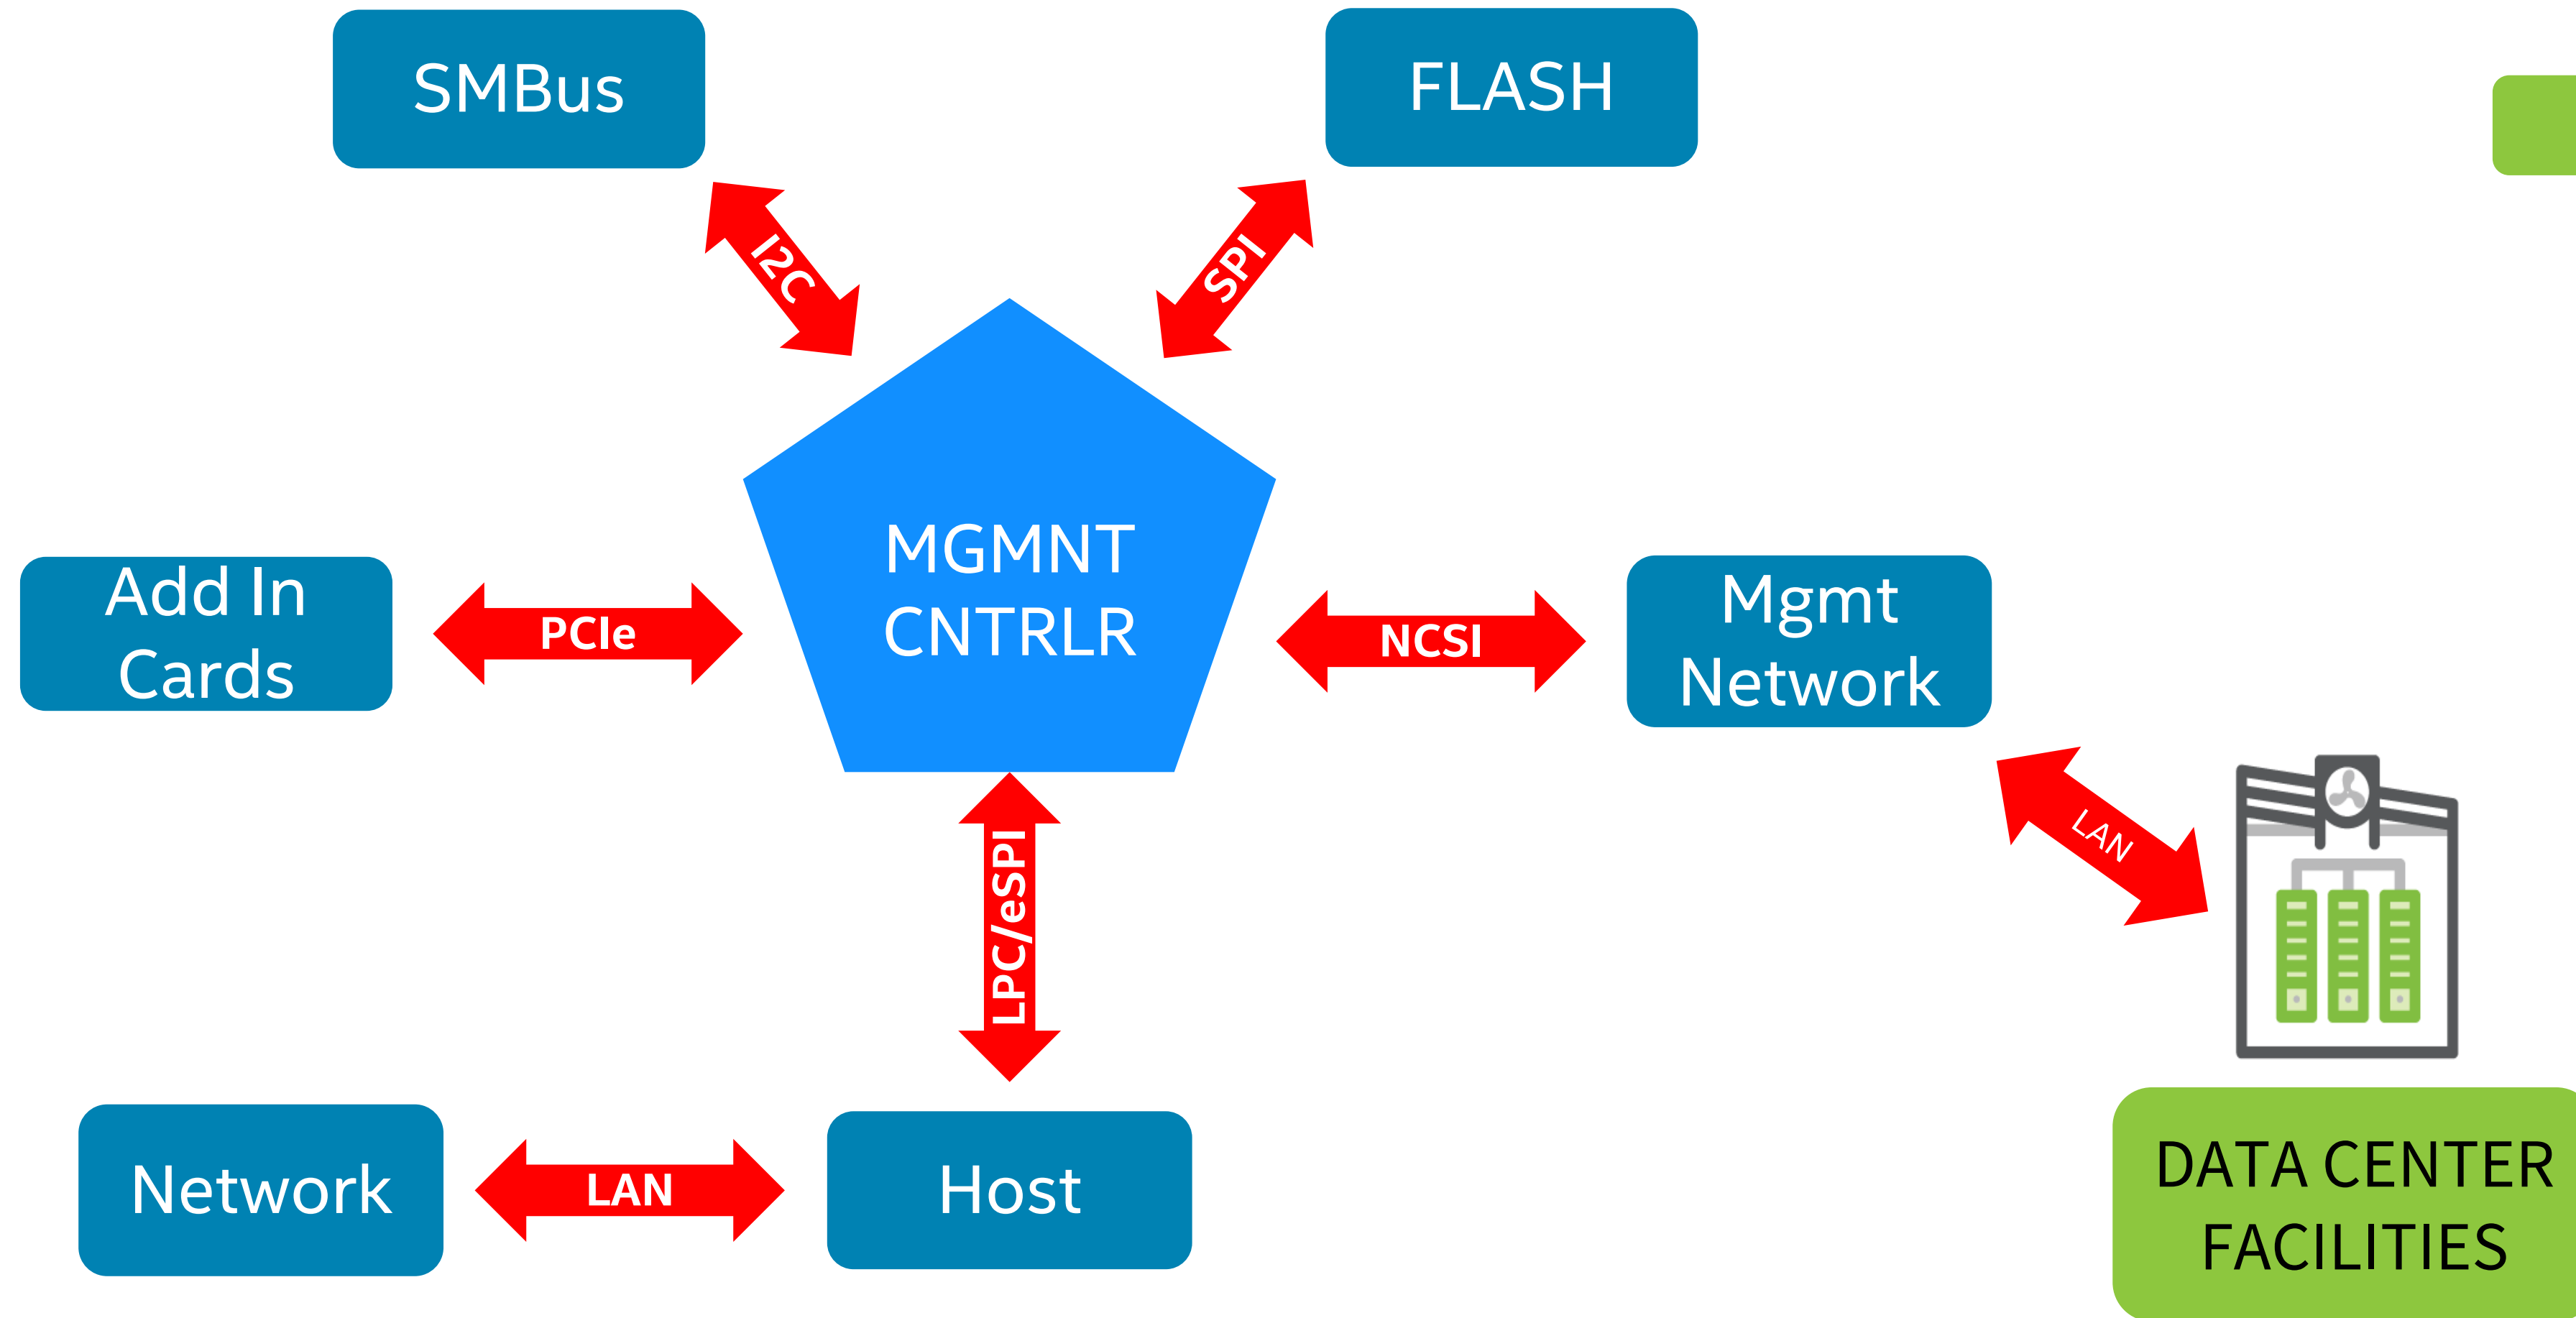 SMBus
FLASH
I2C
SPI
MGMNT
CNTRLR
Add In
Cards
PCIe
NCSI
Mgmt
Network
LAN
LPC/eSPI
Network
LAN
Host
DATA CENTER
FACILITIES